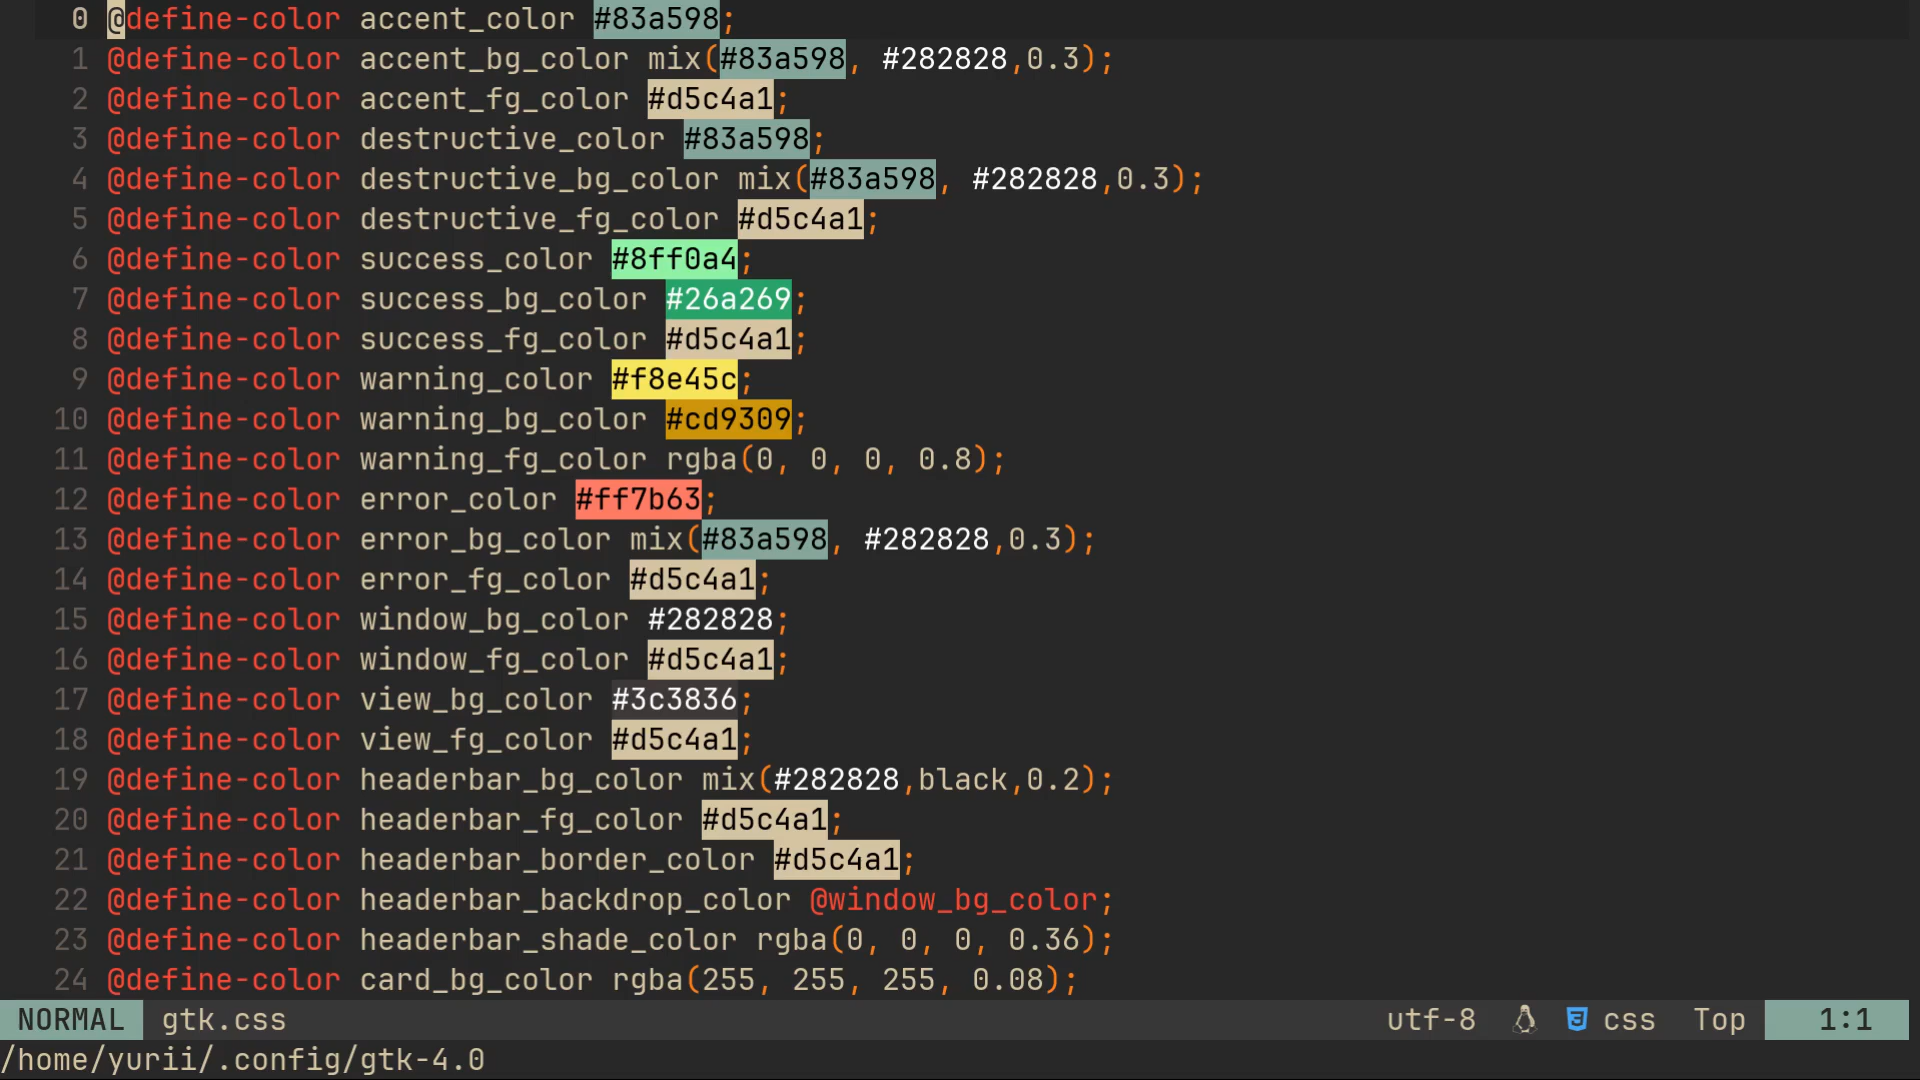 0 @define-color accent_color #83a598;
1 @define-color accent_bg_color mix(#83a598, #282828,0.3);
2 @define-color accent_fg_color #d5c4a1;
3 @define-color destructive_color #83a598;
4 @define-color destructive_bg_color mix(#83a598, #282828,0.3);
5 @define-color destructive_fg_color #d5c4a1;
6 @define-color success_color #8ff0a4;
7 @define-color success_bg_color #26a269;
8 @define-color success_fg_color #d5c4a1;
9 @define-color warning_color #f8e45c;
10 @define-color warning_bg_color #cd9309;
11 @define-color warning_fg_color rgba(0, 0, 0, 0.8);
12 @define-color error_color #ff7b63;
13 @define-color error_bg_color mix(#83a598, #282828,0.3);
14 @define-color error_fg_color #d5c4a1;
15 @define-color window_bg_color #282828;
16 @define-color window_fg_color #d5c4a1;
17 @define-color view_bg_color #3c3836;
18 @define-color view_fg_color #d5c4a1;
19 @define-color headerbar_bg_color mix(#282828,black,0.2);
20 @define-color headerbar_fg_color #d5c4a1;
21 @define-color headerbar_border_color #d5c4a1;
22 @define-color headerbar_backdrop_color @window_bg_color;
23 @define-color headerbar_shade_color rgba(0, 0, 0, 0.36);
24 @define-color card_bg_color rgba(255, 255, 255, 0.08);
NORMAL gtk.css utf-8 css Top 1:1
/home/yurii/.config/gtk-4.0